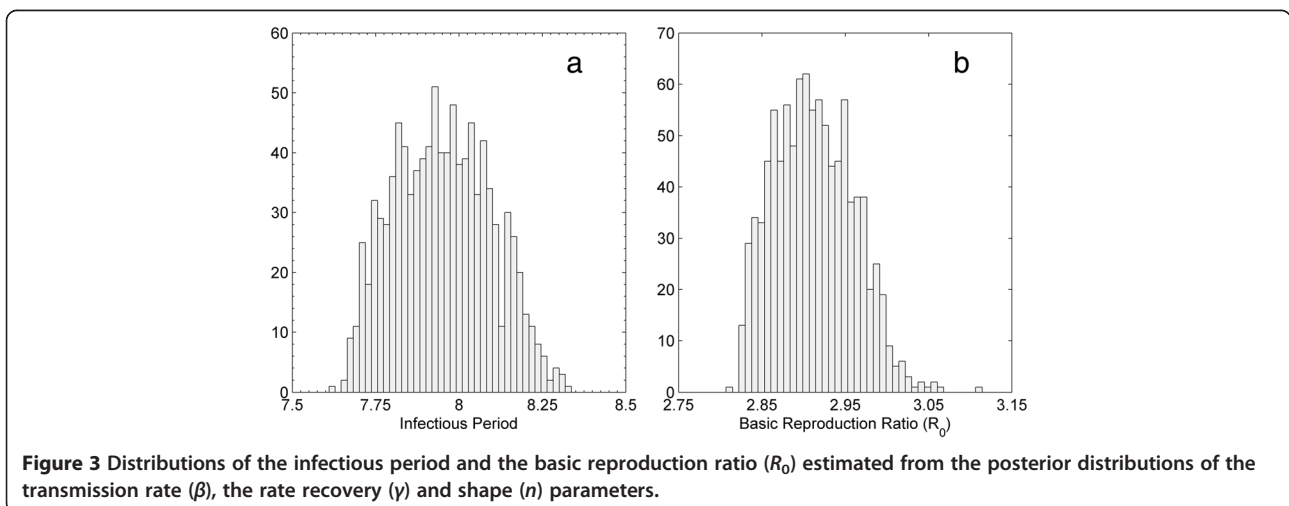 a
60
50
40
30
20
10
0
7.5 7.75 8 8.25 8.5
Infectious Period
b
70
60
50
40
30
20
10
0
2.75 2.85 2.95 3.05 3.15
Basic Reproduction Ratio (R0)
Figure 3 Distributions of the infectious period and the basic reproduction ratio (R0) estimated from the posterior distributions of the
transmission rate (β), the rate recovery (γ) and shape (n) parameters.